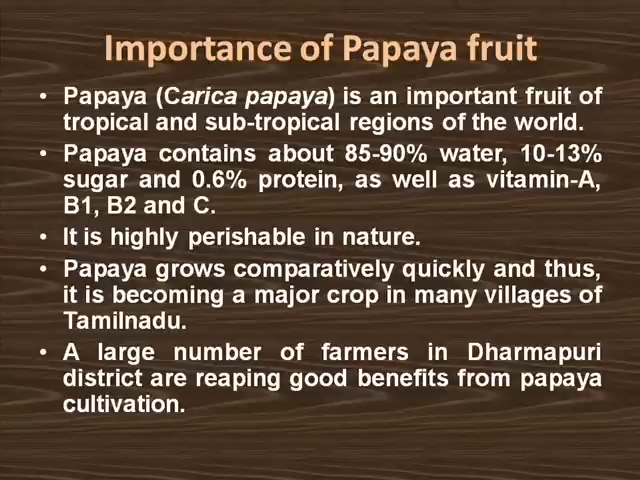 Importance of Papaya fruit
• Papaya (Carica papaya) is an important fruit of
tropical and sub-tropical regions of the world.
• Papaya contains about 85-90% water, 10-13%
sugar and 0.6% protein, as well as vitamin-A,
B1, B2 and C.
• It is highly perishable in nature.
• Papaya grows comparatively quickly and thus,
it is becoming a major crop in many villages of
Tamilnadu.
• A large number of farmers in Dharmapuri
district are reaping good benefits from papaya
cultivation.